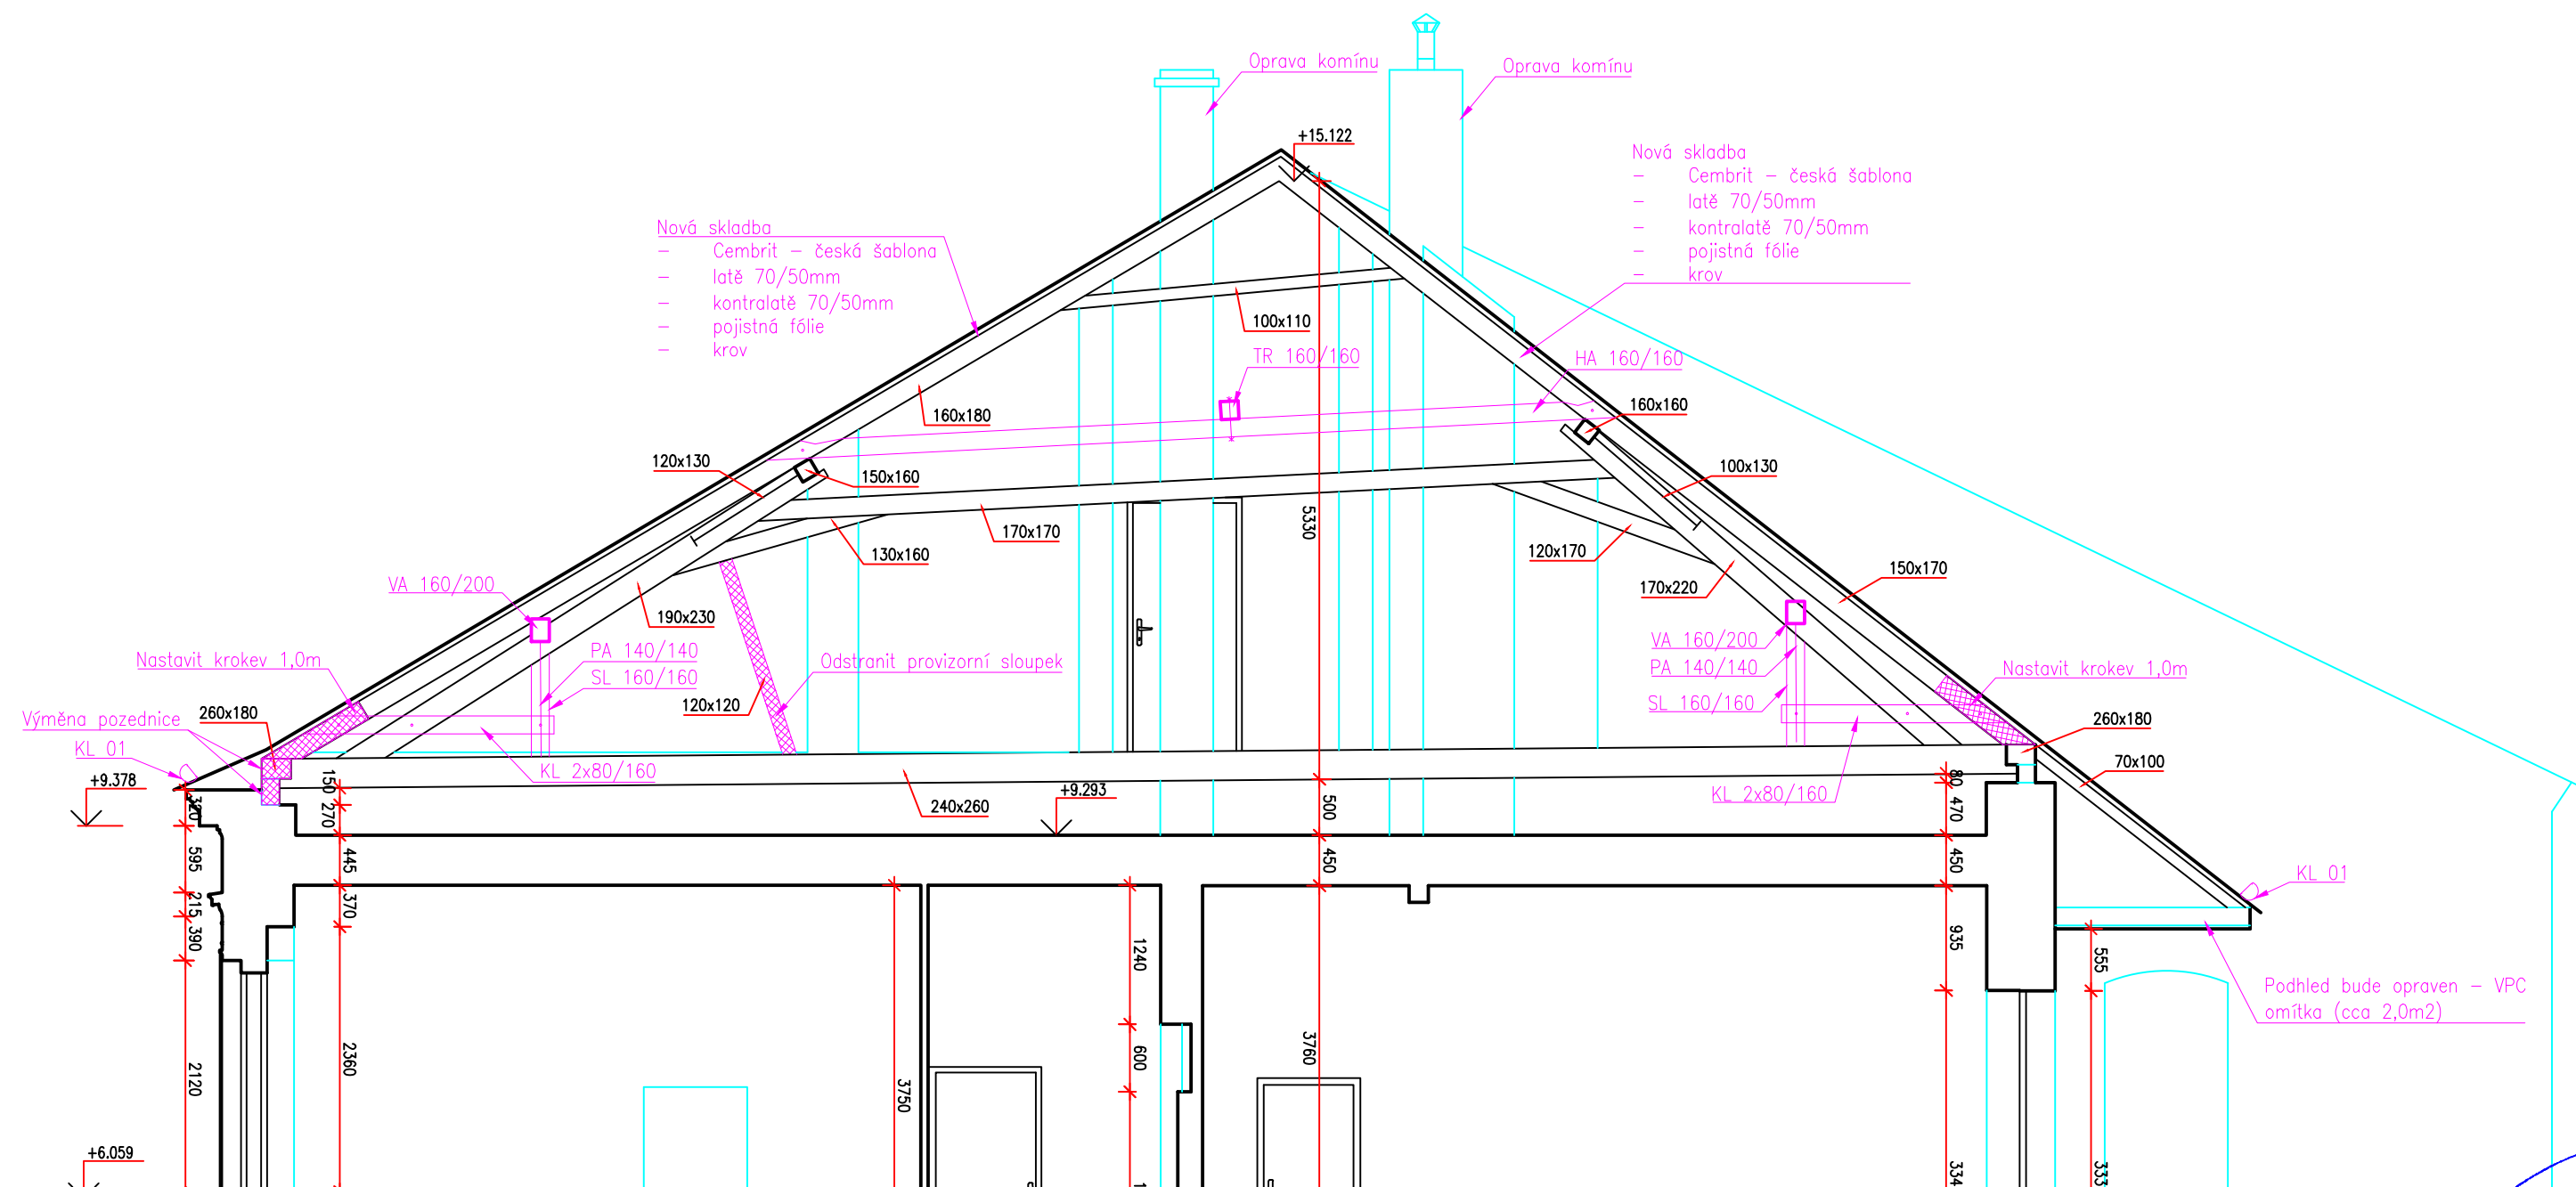 Oprava komínu
Oprava komínu
+15.122
Nová skladba
– Cembrit – česká šablona
– latě 70/50mm
– kontralatě 70/50mm
– pojistná fólie
– krov
Nová skladba
– Cembrit – česká šablona
– latě 70/50mm
– kontralatě 70/50mm
– pojistná fólie
– krov
100x110
TR 160/160
HA 160/160
160x180
160x160
120x130
150x160
100x130
5330
170x170
130x160
120x170
150x170
170x220
VA 160/200
190x230
PA 140/140
SL 160/160
Odstranit provizorní sloupek
VA 160/200
PA 140/140
SL 160/160
Nastavit krokev 1,0m
Nastavit krokev 1,0m
120x120
Výměna pozednice
260x180
260x180
KL 01
KL 2x80/160
70x100
+9.378
150
+9.293
240x260
KL 2x80/160
80
320
270
500
470
595
445
450
450
215
370
390
1240
935
555
KL 01
Podhled bude opraven – VPC
omítka (cca 2,0m2)
2120
2360
3750
600
3760
+6.059
1
334
333